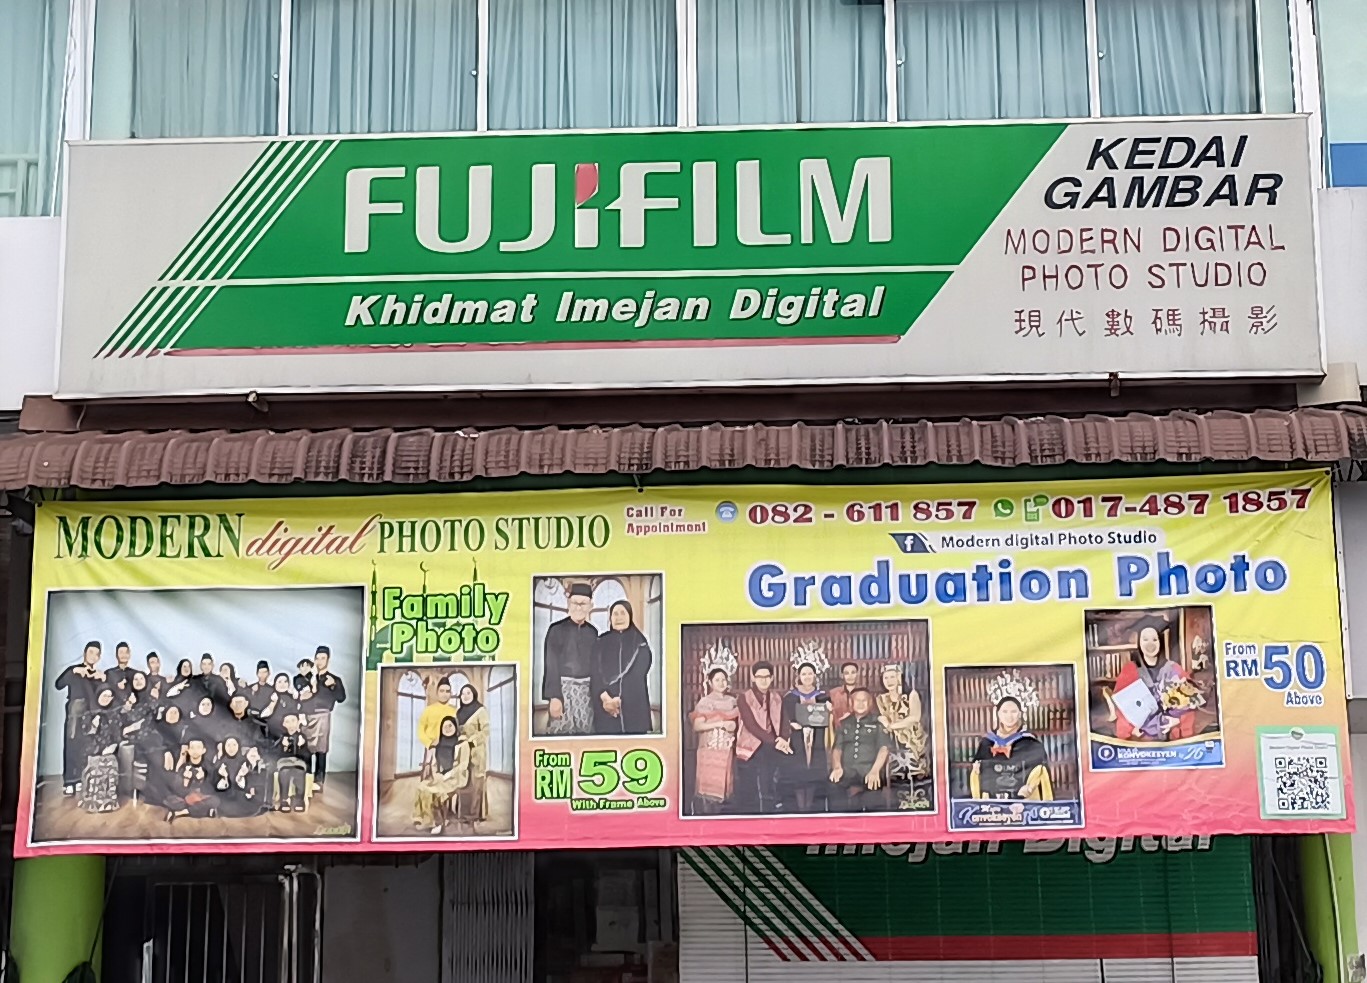 FUJIFILM
Khidmat Imejan Digital
KEDAI
GAMBAR
MODERN DIGITAL
PHOTO STUDIO
現代數碼攝影
MODERN digital PHOTO STUDIO
Call For
Appointment
082 - 611 857
017-487 1857
f Modern digital Photo Studio
Family
Photo
Graduation Photo
From
RM 59
With Frame Above
From
RM 50
Above
Imejan Digital